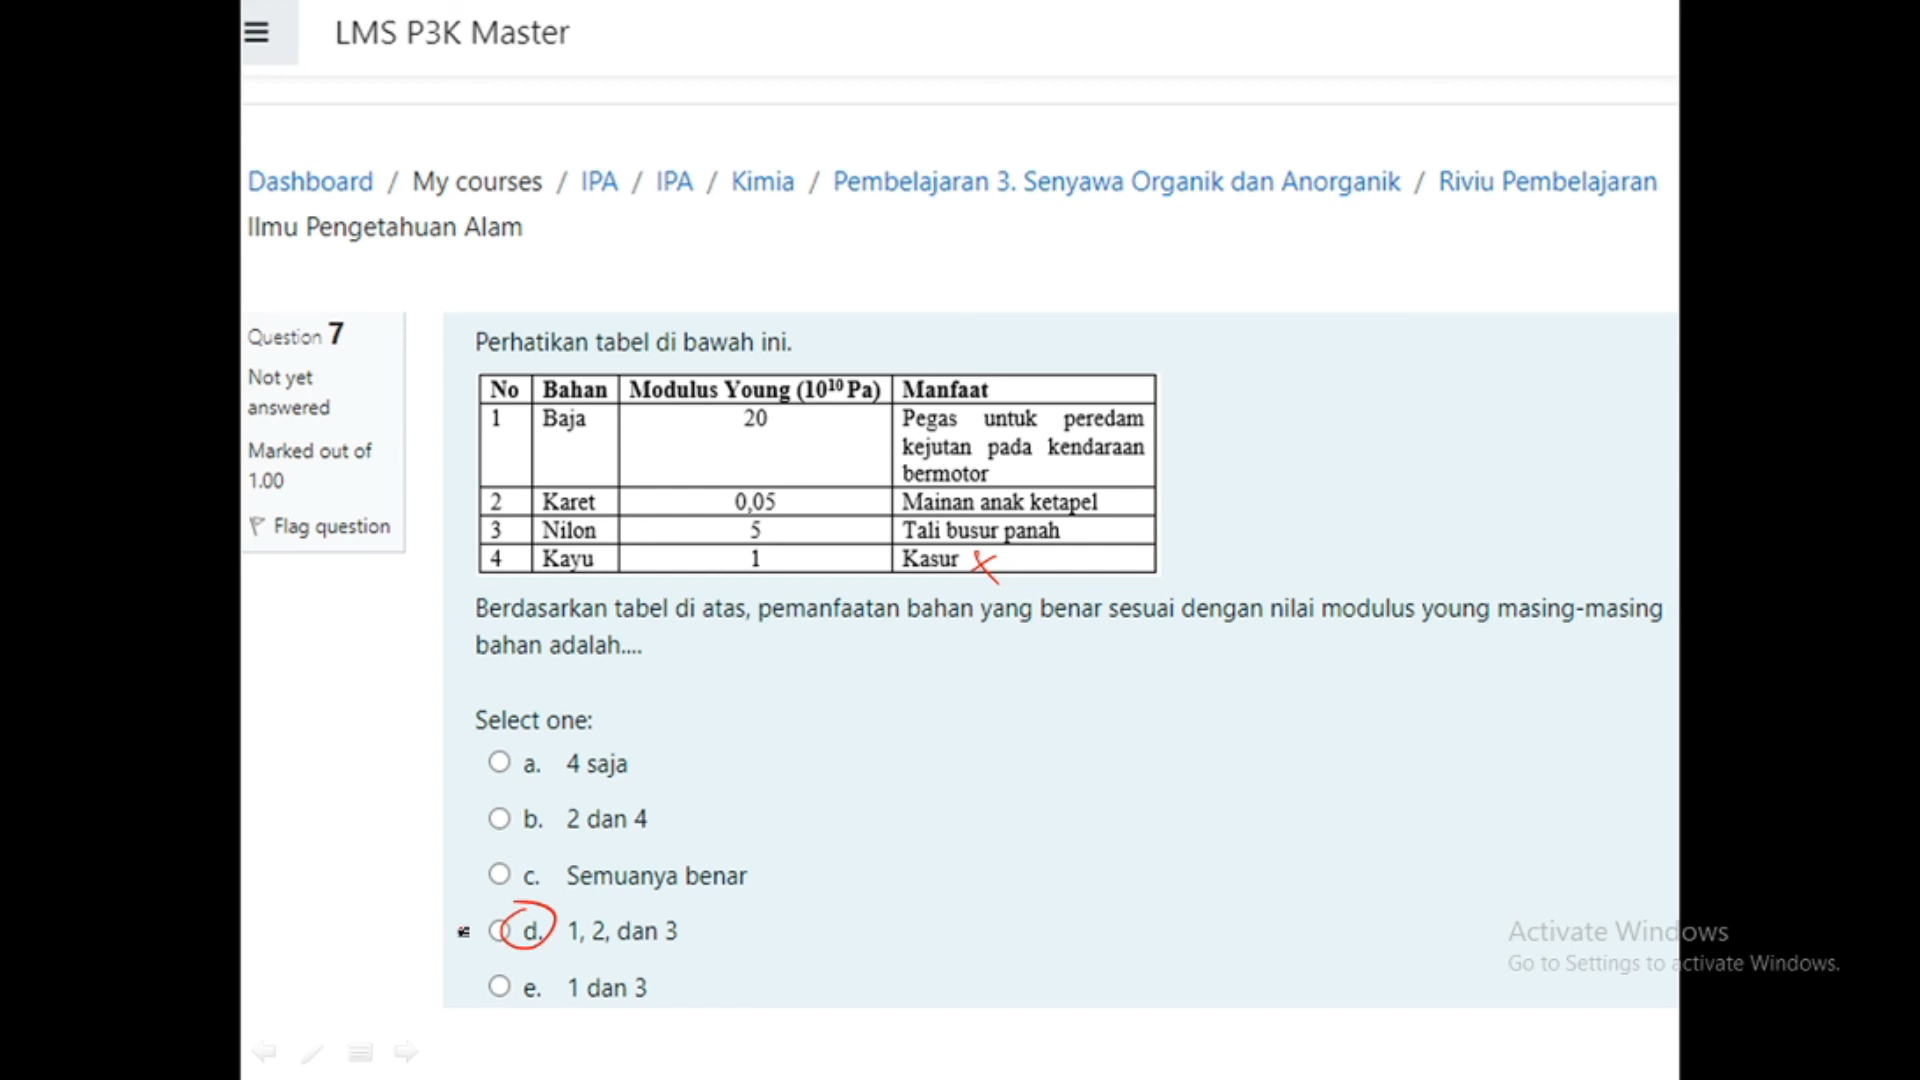 LMS P3K Master
Dashboard / My courses / IPA / IPA / Kimia / Pembelajaran 3. Senyawa Organik dan Anorganik / Riviu Pembelajaran
Ilmu Pengetahuan Alam
Question 7
Not yet
answered
Marked out of
1.00
Flag question
Perhatikan tabel di bawah ini.
No Bahan Modulus Young (10¹⁰ Pa) Manfaat
1 Baja 20 Pegas untuk peredam
kejutan pada kendaraan
bermotor
2 Karet 0,05 Mainan anak ketapel
3 Nilon 5 Tali busur panah
4 Kayu 1 Kasur
Berdasarkan tabel di atas, pemanfaatan bahan yang benar sesuai dengan nilai modulus young masing-masing
bahan adalah....
Select one:
a. 4 saja
b. 2 dan 4
c. Semuanya benar
d. 1, 2, dan 3
e. 1 dan 3
Activate Windows
Go to Settings to activate Windows.